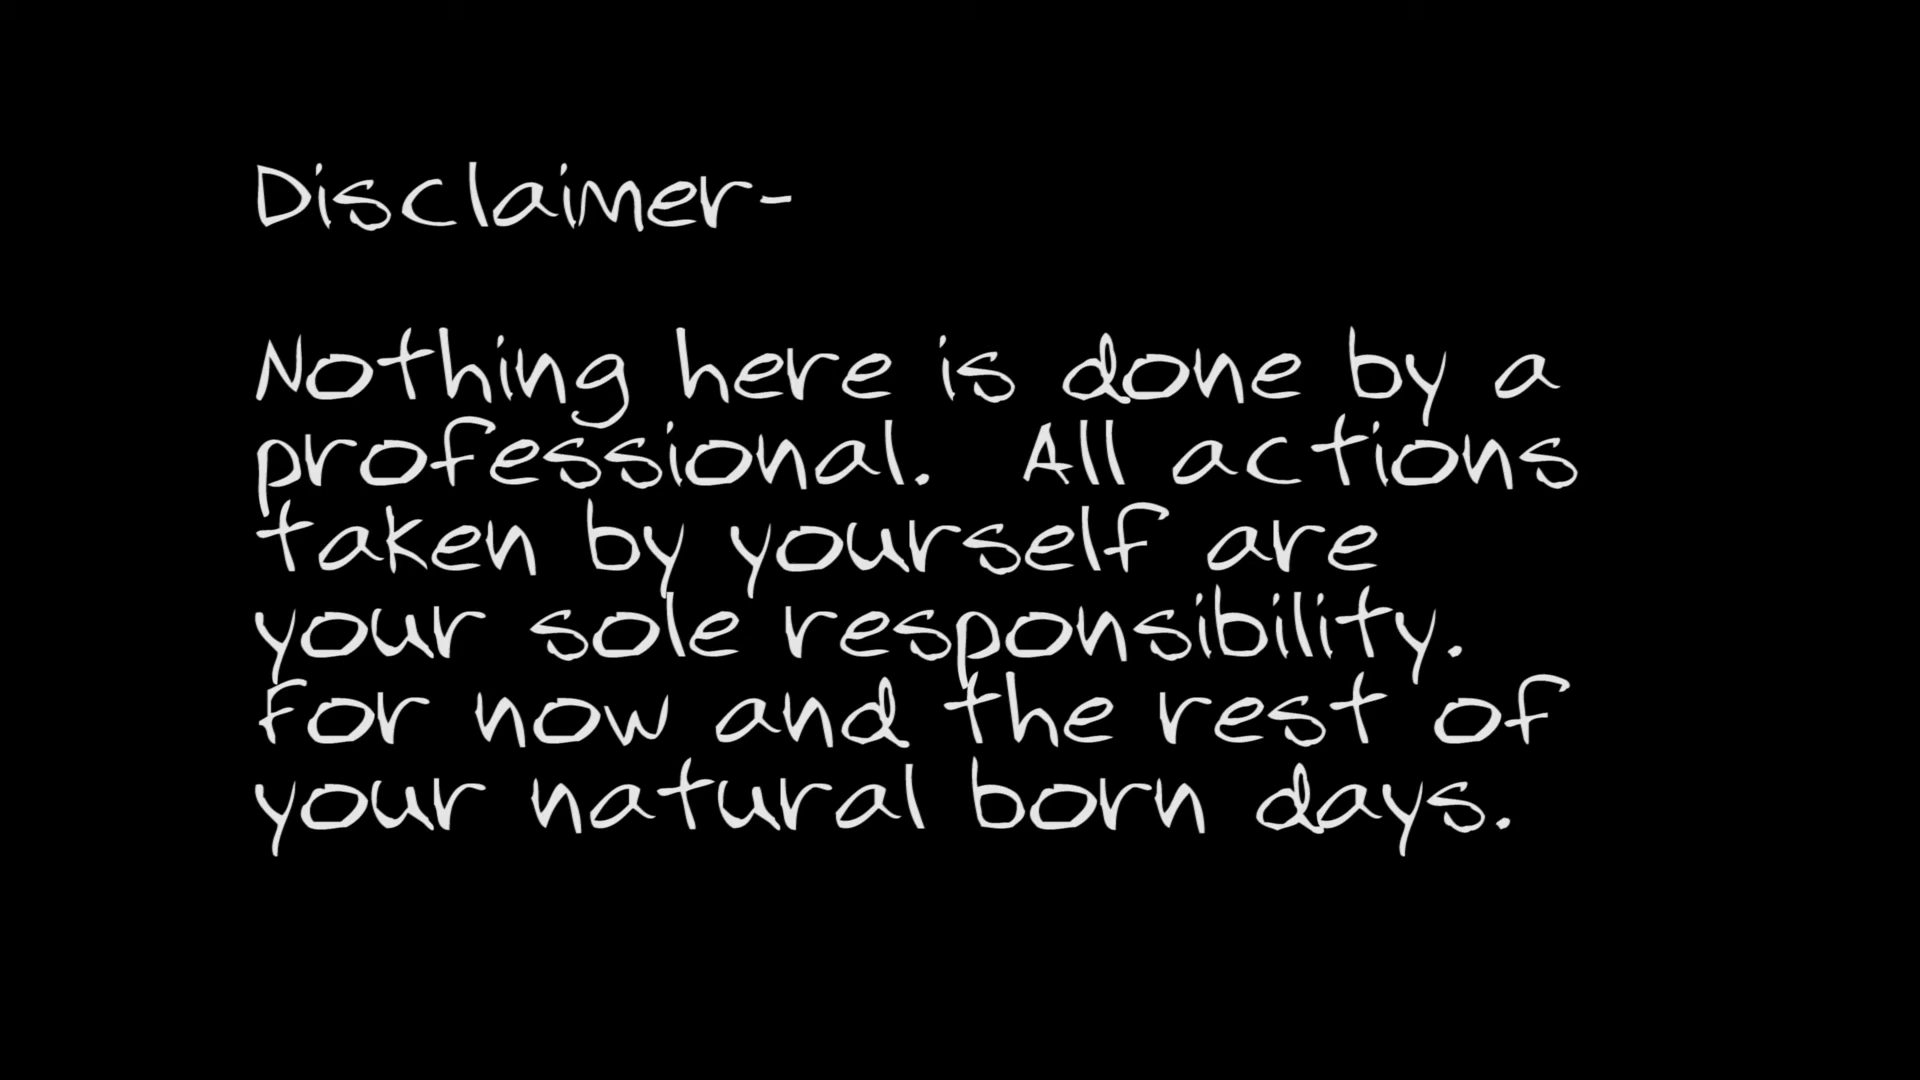 Disclaimer-
Nothing here is done by a
professional.  All actions
taken by yourself are
your sole responsibility.
For now and the rest of
your natural born days.